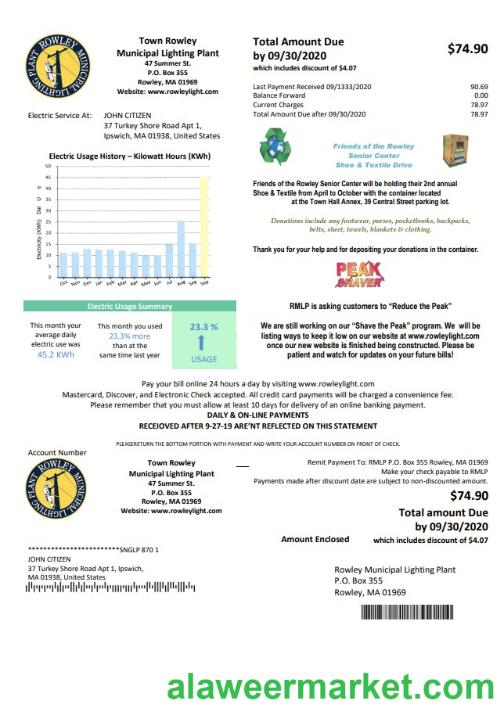 ROWLEY MUNICIPAL LIGHTING PLANT
Town Rowley
Municipal Lighting Plant
47 Summer St.
P.O. Box 355
Rowley, MA 01969
Website: www.rowleylight.com
Total Amount Due
by 09/30/2020
$74.90
which includes discount of $4.07
Last Payment Received 09/1333/2020 90.69
Balance Forward 0.00
Current Charges 78.97
Total Amount Due after 09/30/2020 78.97
Electric Service At: JOHN CITIZEN
37 Turkey Shore Road Apt 1,
Ipswich, MA 01938, United States
Friends of the Rowley
Senior Center
Shoe & Textile Drive
Electric Usage History – Kilowatt Hours (KWh)
50
45
40
35
30
25
20
15
10
5
0
Oct Nov Dec Jan Feb Mar Apr May Jun Jul Aug Sep Sep
Friends of the Rowley Senior Center will be holding their 2nd annual
Shoe & Textile from April to October with the container located
at the Town Hall Annex, 39 Central Street parking lot.
Donations include any footwear, purses, pocketbooks, backpacks,
belts, sheet, towels, blankets & clothing.
Thank you for your help and for depositing your donations in the container.
PEAK
SHAVER
Electric Usage Summary
This month your
average daily
electric use was
45.2 KWh
This month you used
23.3% more
than at the
same time last year
23.3 %
USAGE
RMLP is asking customers to "Reduce the Peak"
We are still working on our "Shave the Peak" program. We will be
listing ways to keep it low on our website at www.rowleylight.com
once our new website is finished being constructed. Please be
patient and watch for updates on your future bills!
Pay your bill online 24 hours a day by visiting www.rowleylight.com
Mastercard, Discover, and Electronic Check accepted. All credit card payments will be charged a convenience fee.
Please remember that you must allow at least 10 days for delivery of an online banking payment.
DAILY & ON-LINE PAYMENTS
RECEIOVED AFTER 9-27-19 ARE'NT REFLECTED ON THIS STATEMENT
PLEASERETURN THE BOTTOM PORTION WITH PAYMENT AND WRITE YOUR ACCOUNT NUMBER ON FRONT OF CHECK.
Account Number
ROWLEY MUNICIPAL LIGHTING PLANT
Town Rowley
Municipal Lighting Plant
47 Summer St.
P.O. Box 355
Rowley, MA 01969
Website: www.rowleylight.com
Remit Payment To: RMLP P.O. Box 355 Rowley, MA 01969
Make your check payable to RMLP
Payments made after discount date are subject to non-discounted amount.
$74.90
Total amount Due
by 09/30/2020
Amount Enclosed which includes discount of $4.07
************************SNGLP 870 1
JOHN CITIZEN
37 Turkey Shore Road Apt 1, Ipswich,
MA 01938, United States
Rowley Municipal Lighting Plant
P.O. Box 355
Rowley, MA 01969
alaweermarket.com